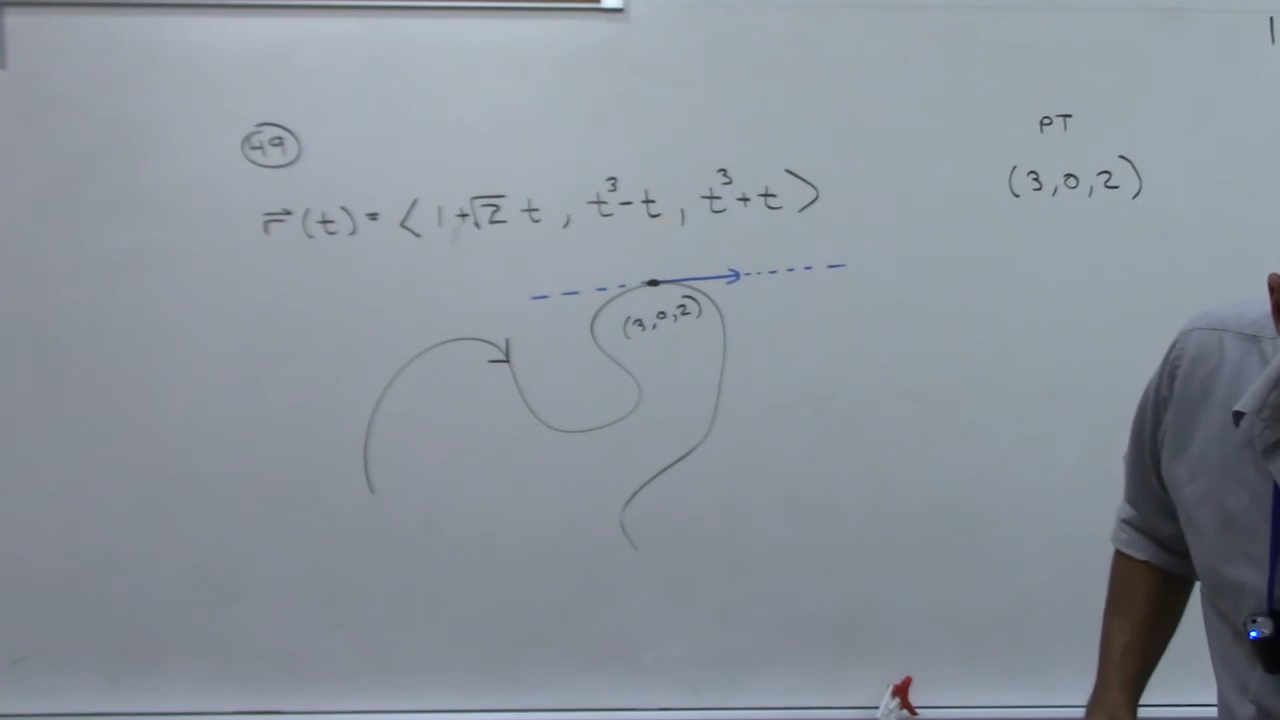 49
PT
(3,0,2)
r⃗(t) = ⟨1+√2 t, t³-t, t³+t⟩
(3,0,2)